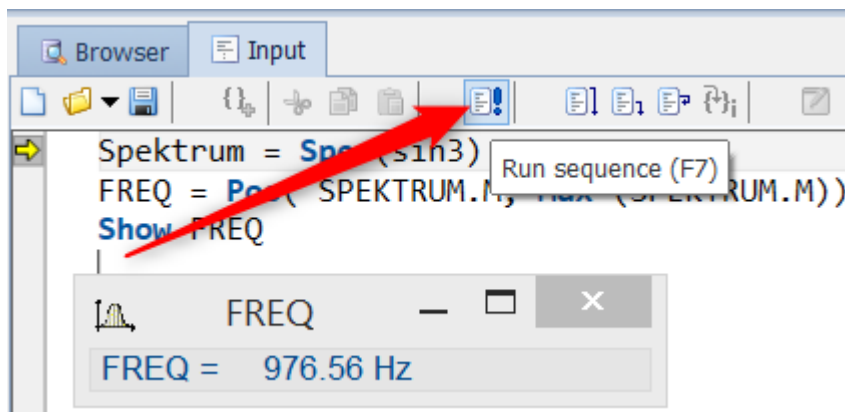 Browser Input
Spektrum = Spec(sin3)
Run sequence (F7)
FREQ = Pos( SPEKTRUM.M, Max (SPEKTRUM.M))
Show FREQ
FREQ
FREQ = 976.56 Hz